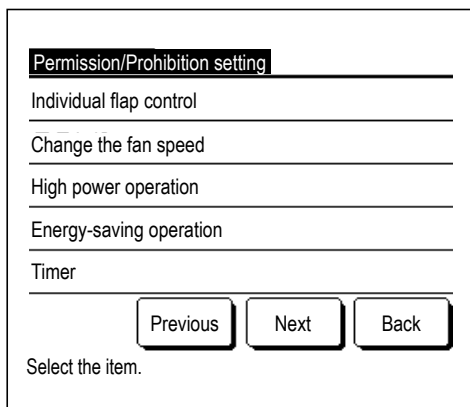 Permission/Prohibition setting
Individual flap control
Change the fan speed
High power operation
Energy-saving operation
Timer
Previous Next Back
Select the item.